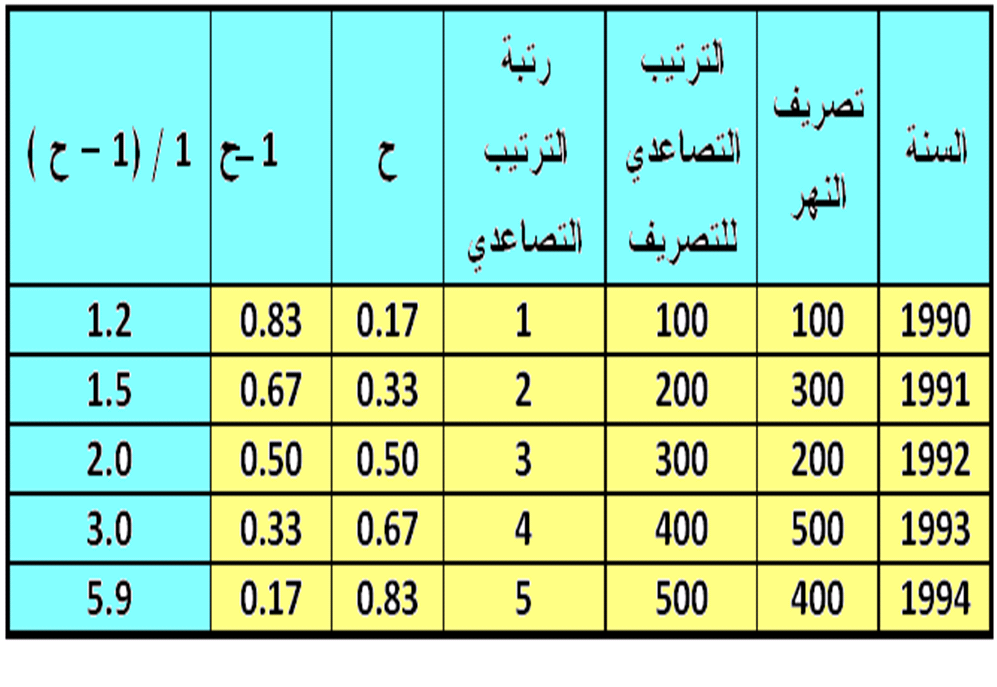 السنة | تصريف النهر | الترتيب التصاعدي للتصريف | رتبة الترتيب التصاعدي | ح | 1-ح | 1 / (1 – ح )
1990 | 100 | 100 | 1 | 0.17 | 0.83 | 1.2
1991 | 300 | 200 | 2 | 0.33 | 0.67 | 1.5
1992 | 200 | 300 | 3 | 0.50 | 0.50 | 2.0
1993 | 500 | 400 | 4 | 0.67 | 0.33 | 3.0
1994 | 400 | 500 | 5 | 0.83 | 0.17 | 5.9